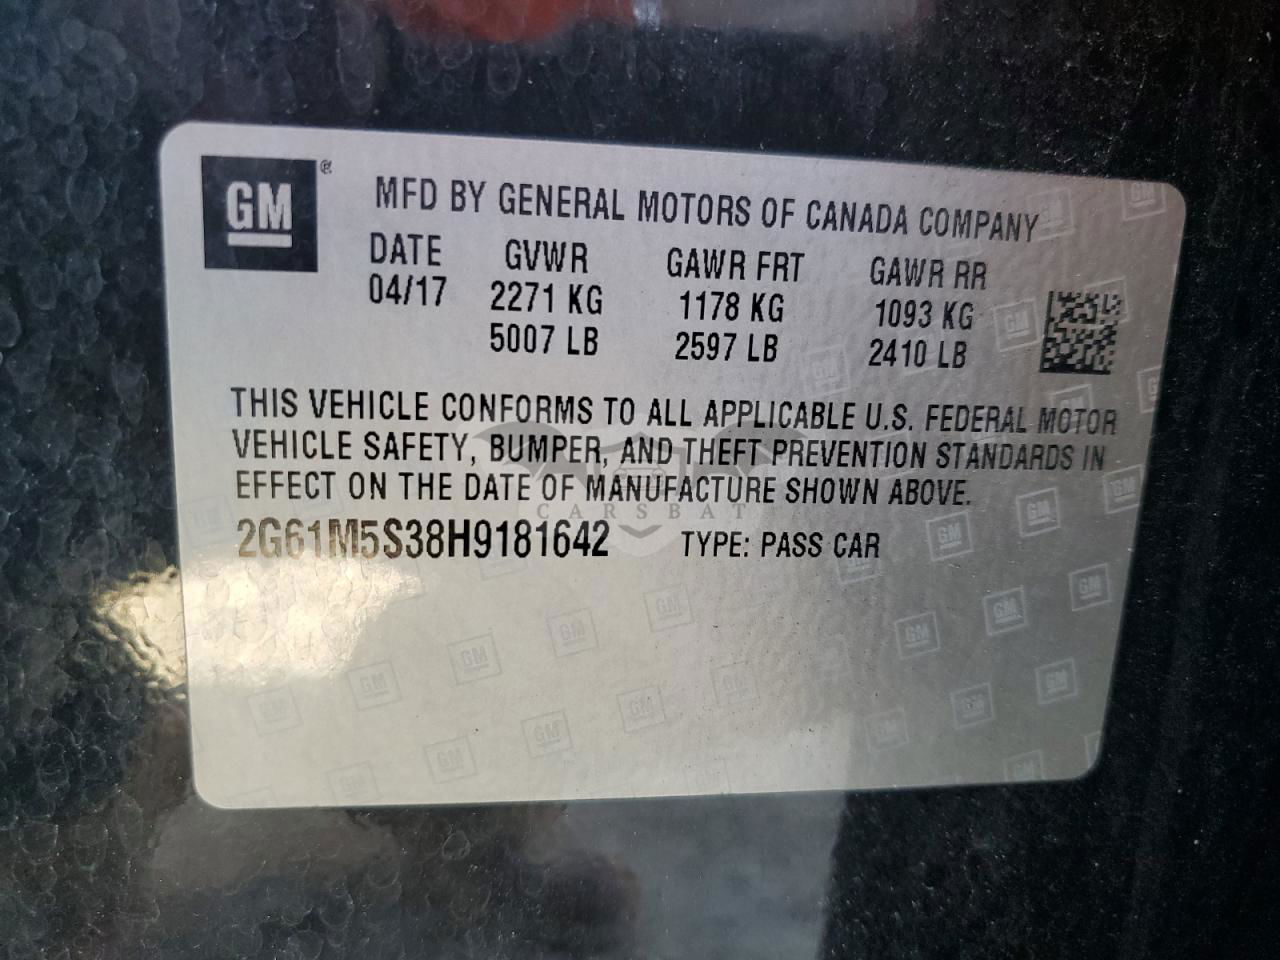 GM ® MFD BY GENERAL MOTORS OF CANADA COMPANY
DATE GVWR GAWR FRT GAWR RR
04/17 2271 KG 1178 KG 1093 KG
5007 LB 2597 LB 2410 LB
THIS VEHICLE CONFORMS TO ALL APPLICABLE U.S. FEDERAL MOTOR
VEHICLE SAFETY, BUMPER, AND THEFT PREVENTION STANDARDS IN
EFFECT ON THE DATE OF MANUFACTURE SHOWN ABOVE.
CARSBAT
2G61M5S38H9181642 TYPE: PASS CAR